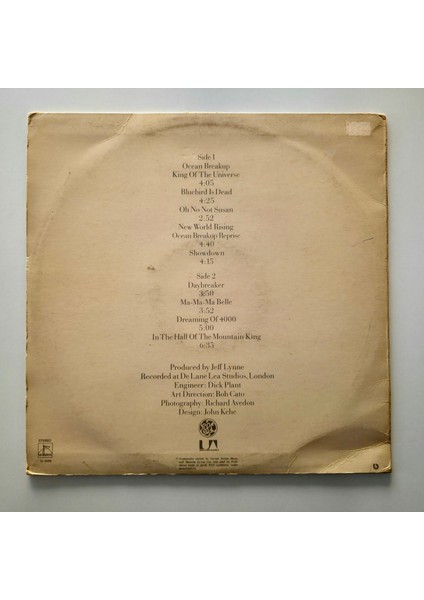 Side 1
Ocean Breakup
King Of The Universe
4:05
Bluebird Is Dead
4:25
Oh No Not Susan
2:52
New World Rising
Ocean Breakup Reprise
4:40
Showdown
4:15
Side 2
Daybreaker
3:50
Ma-Ma-Ma Belle
3:52
Dreaming Of 4000
5:00
In The Hall Of The Mountain King
6:35
Produced by Jeff Lynne
Recorded at De Lane Lea Studios, London
Engineer: Dick Plant
Art Direction: Bob Cato
Photography: Richard Avedon
Design: John Kehe
STEREO
UA